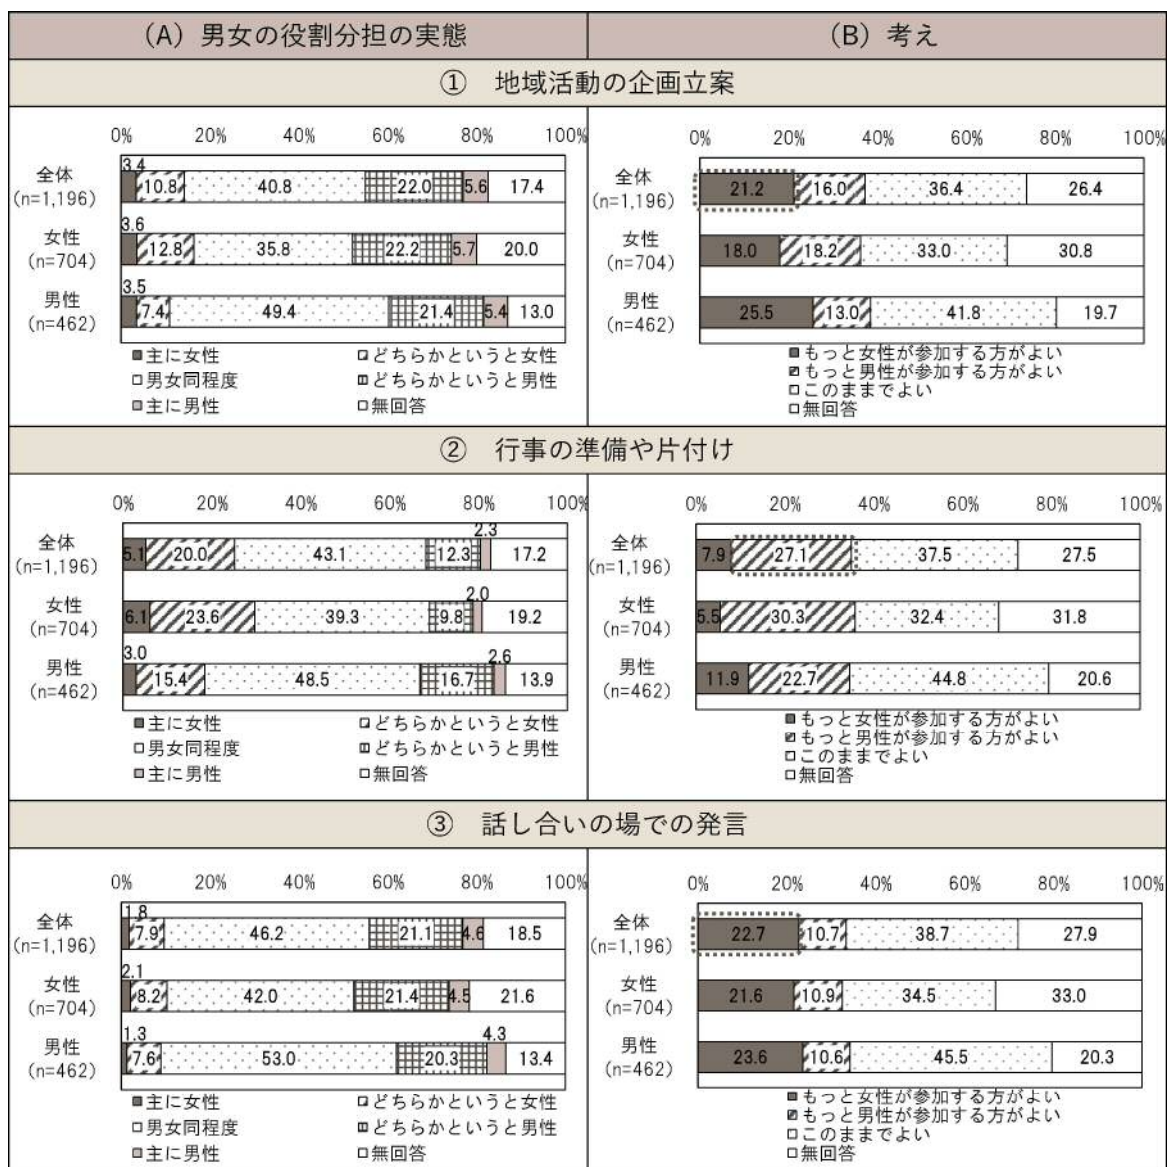 (A) 男女の役割分担の実態
(B) 考え
① 地域活動の企画立案
0% 20% 40% 60% 80% 100%
3.4
全体 10.8 40.8 22.0 5.6 17.4
(n=1,196)
3.6
女性 12.8 35.8 22.2 5.7 20.0
(n=704)
3.5
男性 7.4 49.4 21.4 5.4 13.0
(n=462)
主に女性 どちらかというと女性
男女同程度 どちらかというと男性
主に男性 無回答
0% 20% 40% 60% 80% 100%
全体 21.2 16.0 36.4 26.4
(n=1,196)
女性 18.0 18.2 33.0 30.8
(n=704)
男性 25.5 13.0 41.8 19.7
(n=462)
もっと女性が参加する方がよい
もっと男性が参加する方がよい
このままでよい
無回答
② 行事の準備や片付け
0% 20% 40% 60% 80% 100%
2.3
全体 5.1 20.0 43.1 12.3 17.2
(n=1,196)
2.0
女性 6.1 23.6 39.3 9.8 19.2
(n=704)
3.0 2.6
男性 15.4 48.5 16.7 13.9
(n=462)
主に女性 どちらかというと女性
男女同程度 どちらかというと男性
主に男性 無回答
0% 20% 40% 60% 80% 100%
全体 7.9 27.1 37.5 27.5
(n=1,196)
女性 5.5 30.3 32.4 31.8
(n=704)
男性 11.9 22.7 44.8 20.6
(n=462)
もっと女性が参加する方がよい
もっと男性が参加する方がよい
このままでよい
無回答
③ 話し合いの場での発言
0% 20% 40% 60% 80% 100%
1.8
全体 7.9 46.2 21.1 4.6 18.5
(n=1,196)
2.1
女性 8.2 42.0 21.4 4.5 21.6
(n=704)
1.3 4.3
男性 7.6 53.0 20.3 13.4
(n=462)
主に女性 どちらかというと女性
男女同程度 どちらかというと男性
主に男性 無回答
0% 20% 40% 60% 80% 100%
全体 22.7 10.7 38.7 27.9
(n=1,196)
女性 21.6 10.9 34.5 33.0
(n=704)
男性 23.6 10.6 45.5 20.3
(n=462)
もっと女性が参加する方がよい
もっと男性が参加する方がよい
このままでよい
無回答